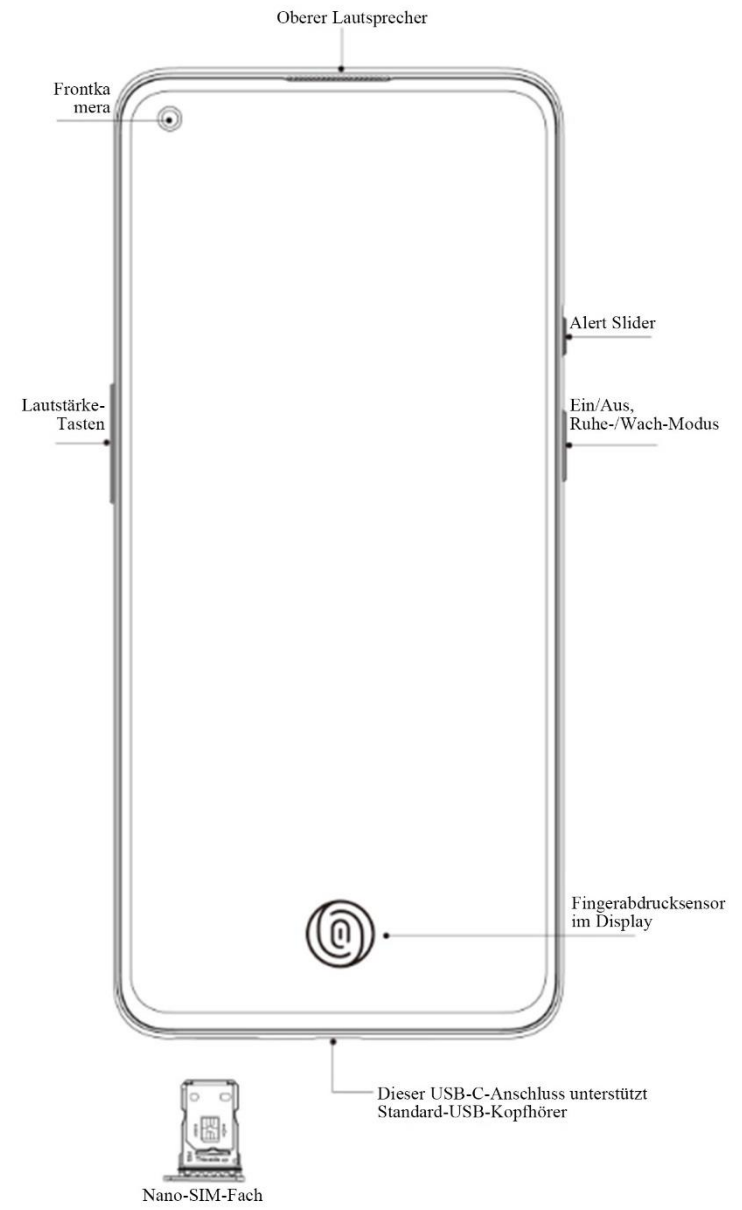 Oberer Lautsprecher
Frontka
mera
Alert Slider
Lautstärke-
Tasten
Ein/Aus,
Ruhe-/Wach-Modus
Fingerabdrucksensor
im Display
Dieser USB-C-Anschluss unterstützt
Standard-USB-Kopfhörer
Nano-SIM-Fach